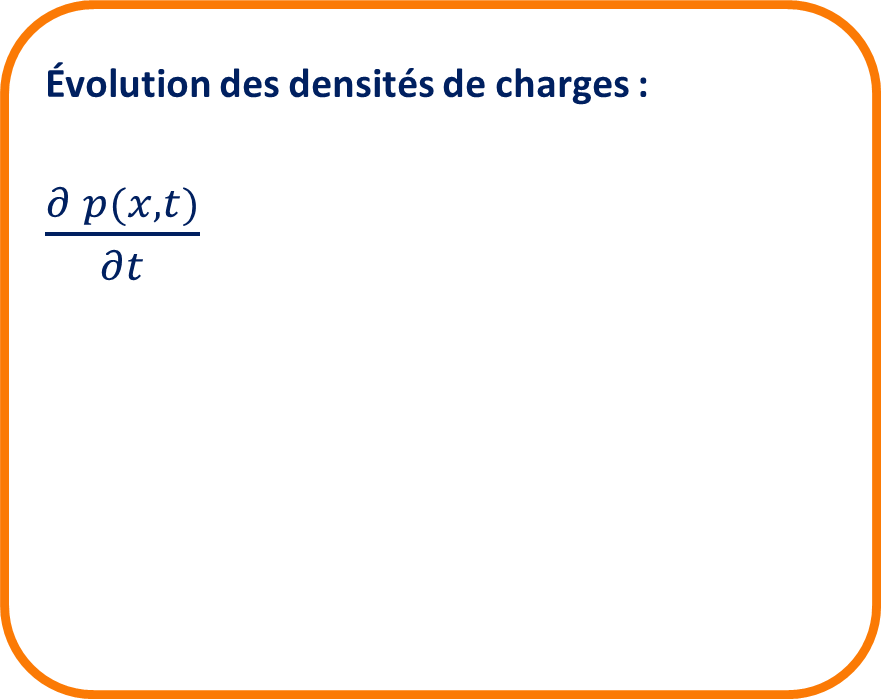 Évolution des densités de charges :
∂ p(x,t)
∂t